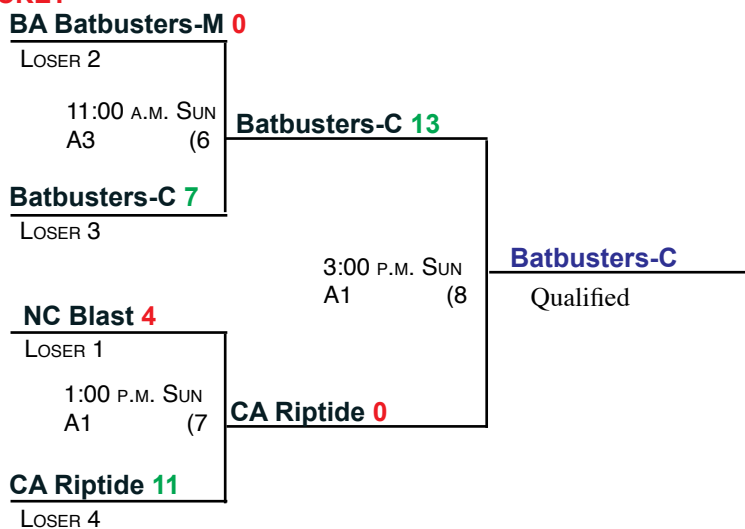 BA Batbusters-M 0
LOSER 2
11:00 A.M. SUN
A3 (6
Batbusters-C 13
Batbusters-C 7
LOSER 3
3:00 P.M. SUN
A1 (8
Batbusters-C
Qualified
NC Blast 4
LOSER 1
1:00 P.M. SUN
A1 (7
CA Riptide 0
CA Riptide 11
LOSER 4